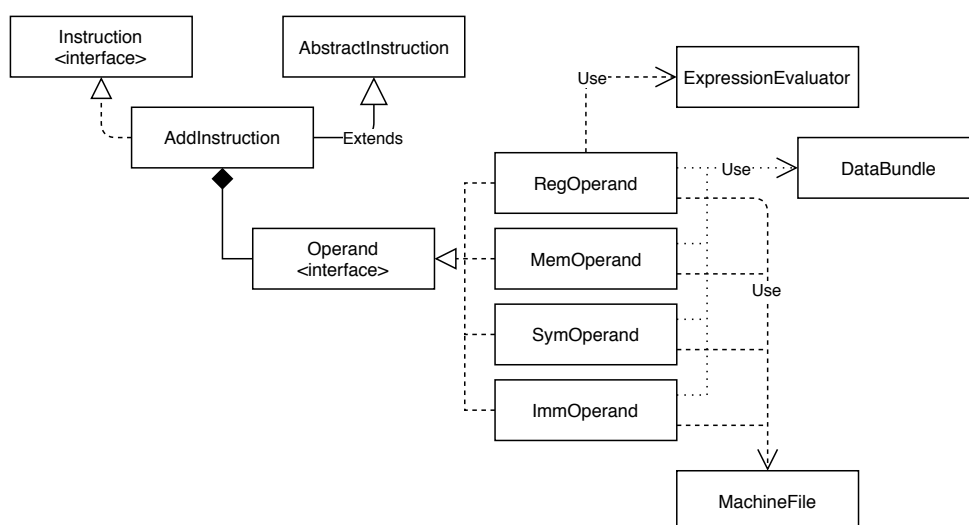 Instruction
<interface>
AbstractInstruction
Use
ExpressionEvaluator
AddInstruction
Extends
RegOperand
Use
DataBundle
Operand
<interface>
MemOperand
Use
SymOperand
ImmOperand
MachineFile